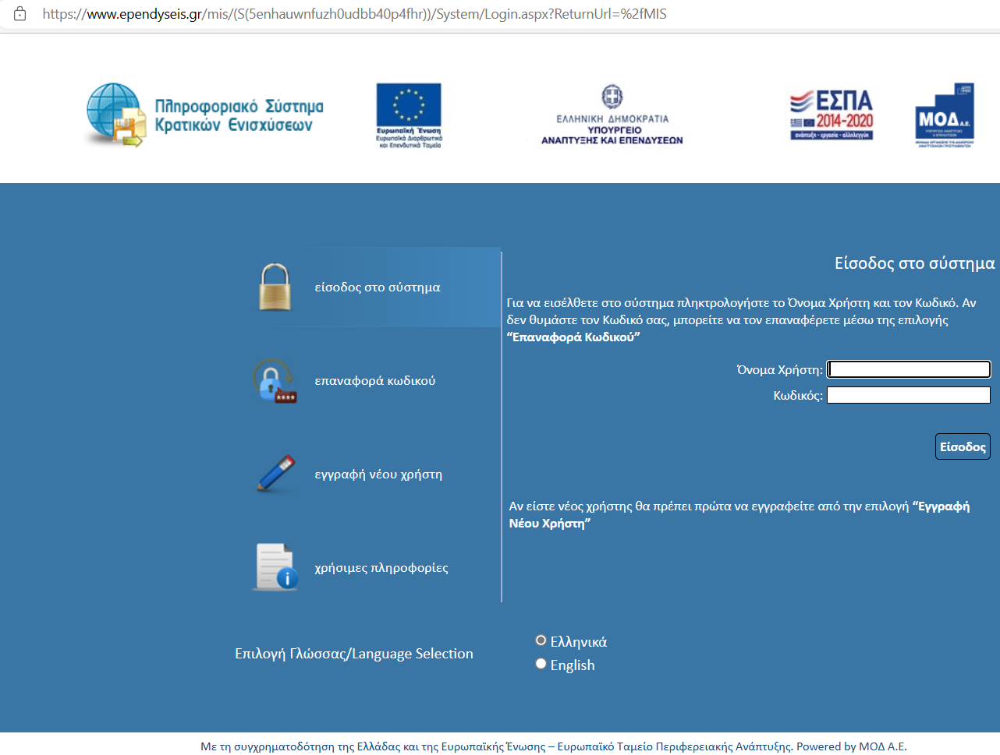 https://www.ependyseis.gr/mis/(S(5enhauwnfuzh0udbb40p4fhr))/System/Login.aspx?ReturnUrl=%2fMIS
Πληροφοριακό Σύστημα
Κρατικών Ενισχύσεων
Ευρωπαϊκή Ένωση
Ευρωπαϊκά Διαρθρωτικά
και Επενδυτικά Ταμεία
ΕΛΛΗΝΙΚΗ ΔΗΜΟΚΡΑΤΙΑ
ΥΠΟΥΡΓΕΙΟ
ΑΝΑΠΤΥΞΗΣ ΚΑΙ ΕΠΕΝΔΥΣΕΩΝ
ΕΣΠΑ
2014-2020
ανάπτυξη - εργασία - αλληλεγγύη
ΜΟΔ Α.Ε.
είσοδος στο σύστημα
επαναφορά κωδικού
****
εγγραφή νέου χρήστη
χρήσιμες πληροφορίες
Είσοδος στο σύστημα
Για να εισέλθετε στο σύστημα πληκτρολογήστε το Όνομα Χρήστη και τον Κωδικό. Αν
δεν θυμάστε τον Κωδικό σας, μπορείτε να τον επαναφέρετε μέσω της επιλογής
“Επαναφορά Κωδικού”
Όνομα Χρήστη:
Κωδικός:
Είσοδος
Αν είστε νέος χρήστης θα πρέπει πρώτα να εγγραφείτε από την επιλογή “Εγγραφή
Νέου Χρήστη”
Επιλογή Γλώσσας/Language Selection
Ελληνικά
English
Με τη συγχρηματοδότηση της Ελλάδας και της Ευρωπαϊκής Ένωσης – Ευρωπαϊκό Ταμείο Περιφερειακής Ανάπτυξης. Powered by ΜΟΔ Α.Ε.